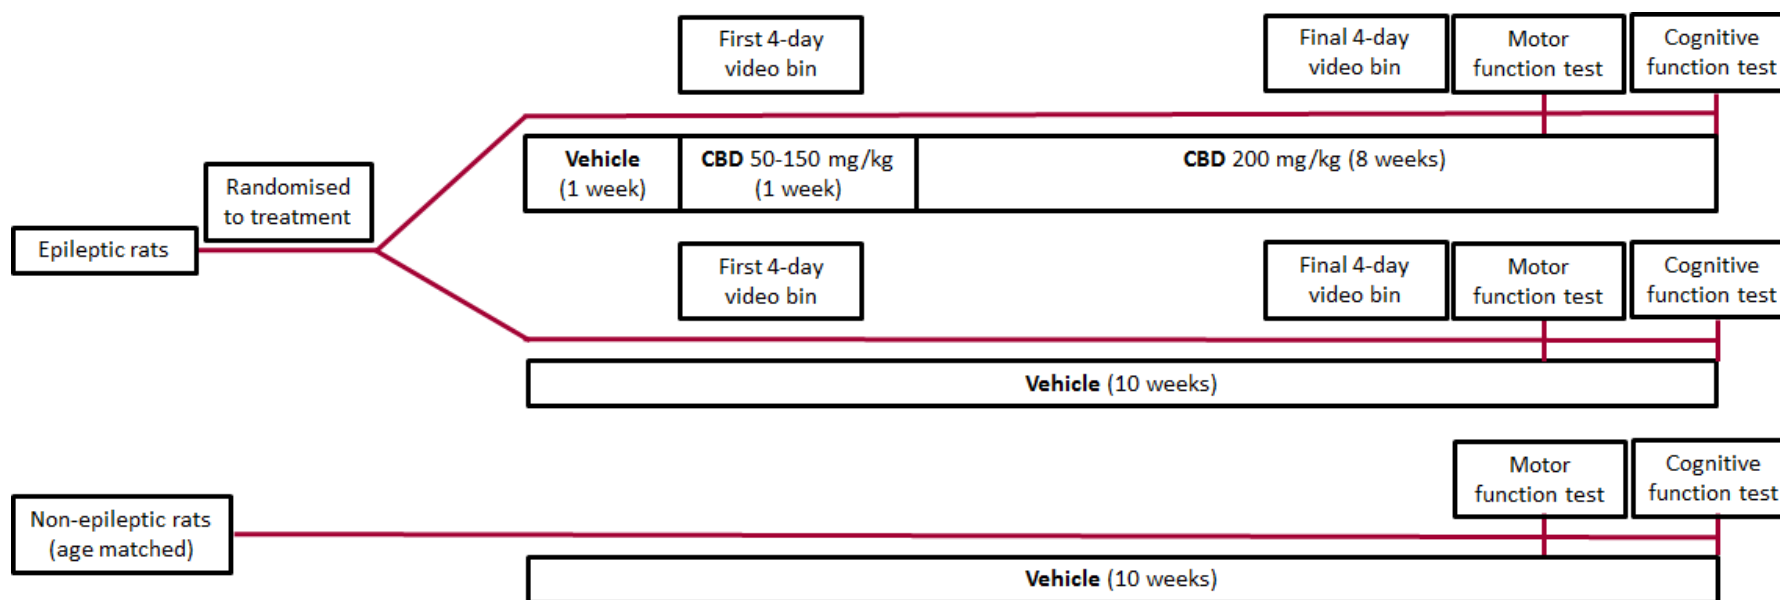 First 4-day
video bin
Final 4-day
video bin
Motor
function test
Cognitive
function test
Vehicle
(1 week)
CBD 50-150 mg/kg
(1 week)
CBD 200 mg/kg (8 weeks)
Randomised
to treatment
Epileptic rats
First 4-day
video bin
Final 4-day
video bin
Motor
function test
Cognitive
function test
Vehicle (10 weeks)
Motor
function test
Cognitive
function test
Non-epileptic rats
(age matched)
Vehicle (10 weeks)